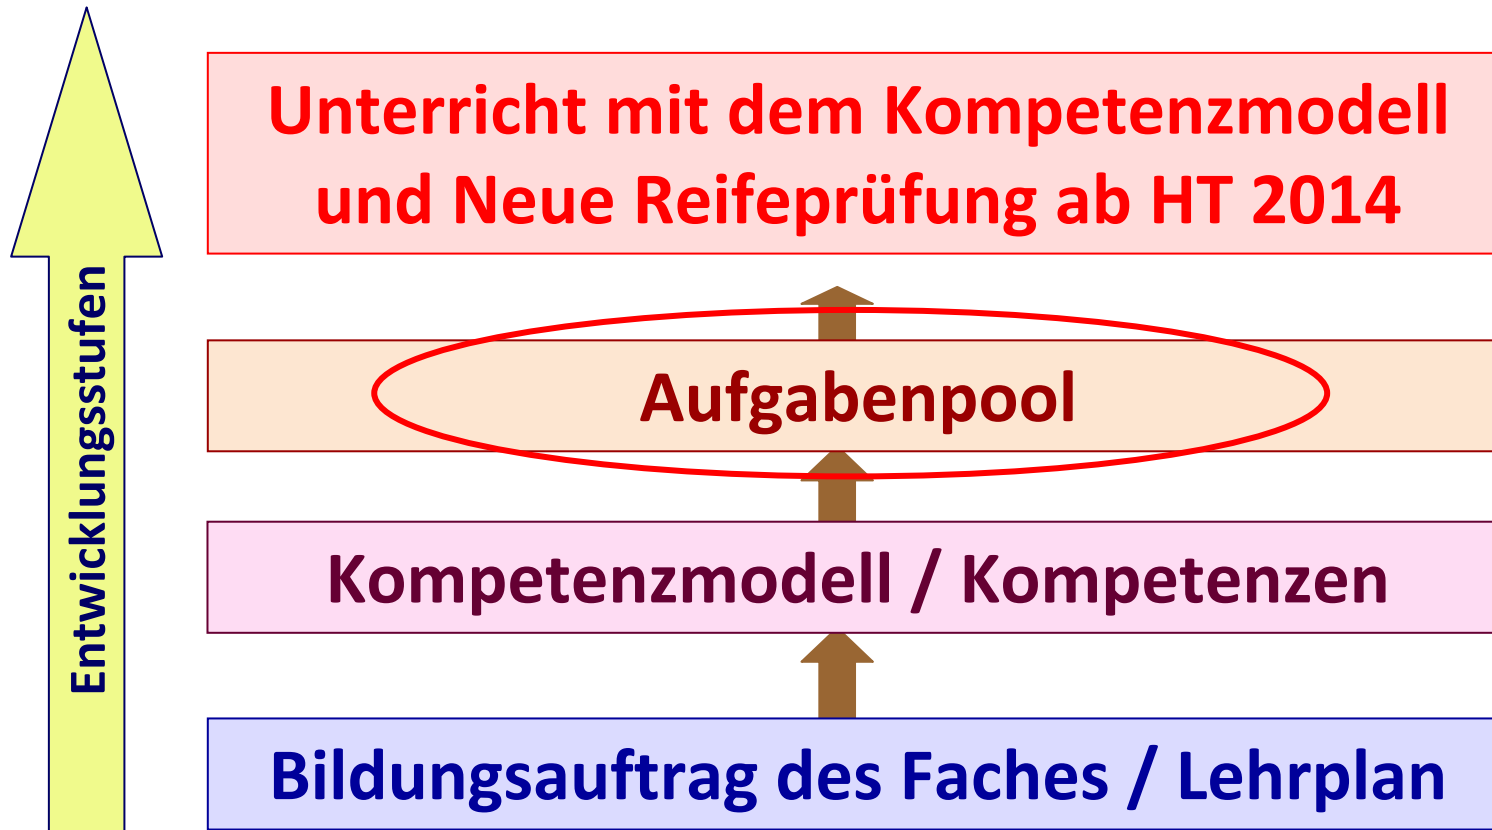 Entwicklungsstufen
Unterricht mit dem Kompetenzmodell
und Neue Reifeprüfung ab HT 2014
Aufgabenpool
Kompetenzmodell / Kompetenzen
Bildungsauftrag des Faches / Lehrplan